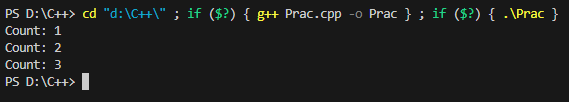 PS D:\C++> cd "d:\C++\" ; if ($?) { g++ Prac.cpp -o Prac } ; if ($?) { .\Prac }
Count: 1
Count: 2
Count: 3
PS D:\C++>